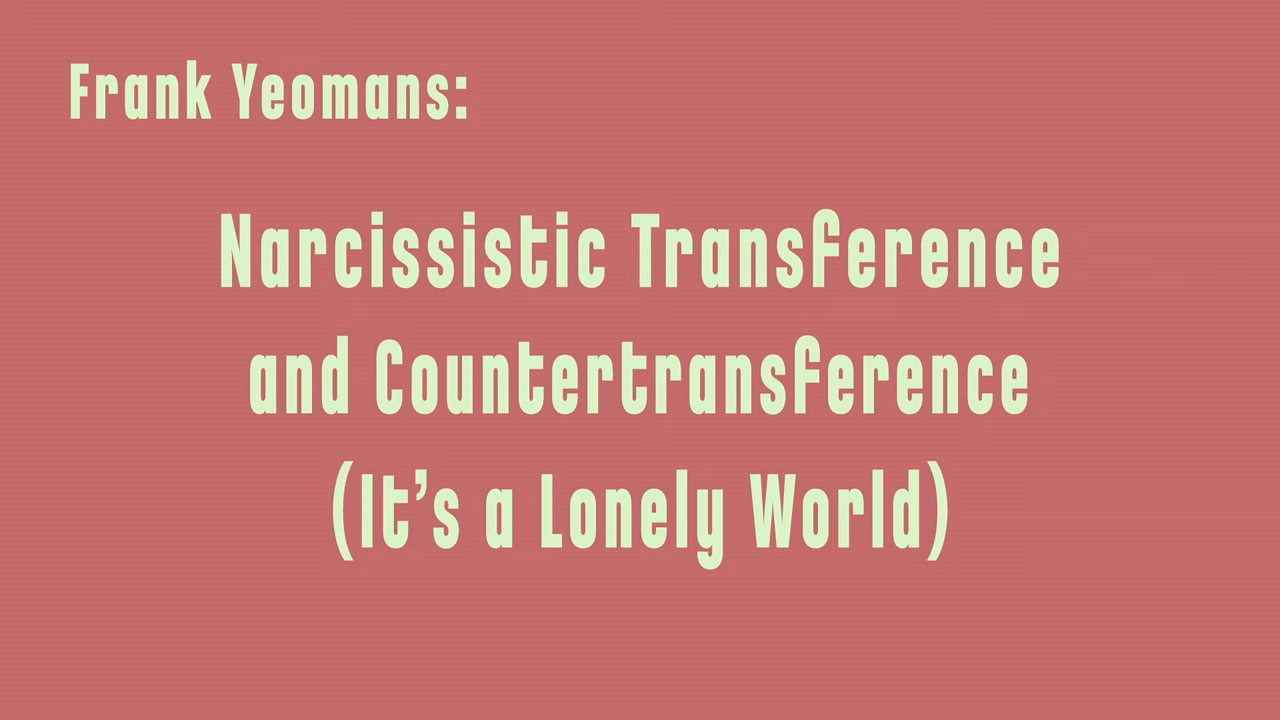 Frank Yeomans:
Narcissistic Transference
and Countertransference
(It’s a Lonely World)